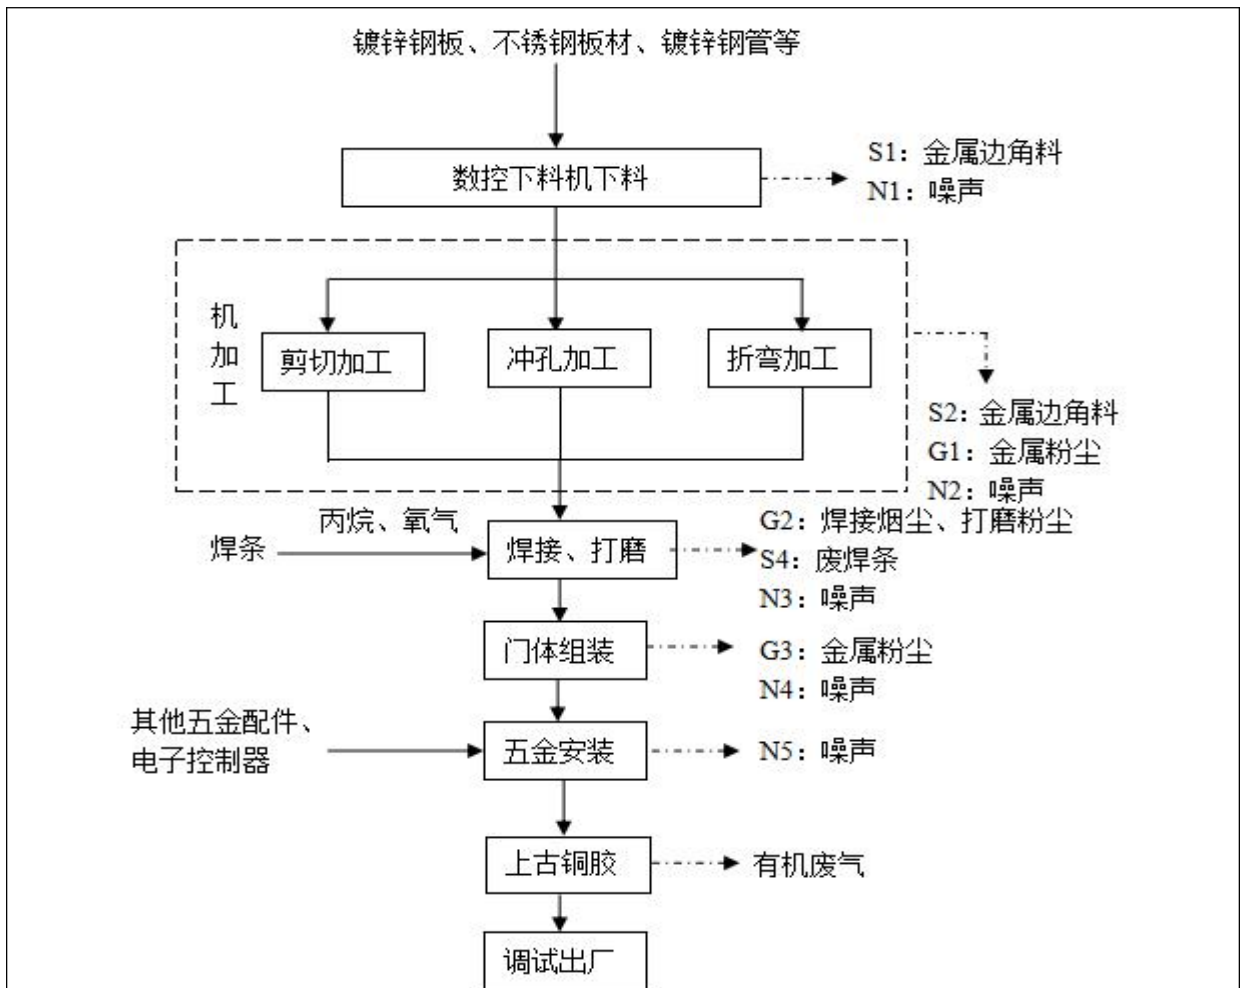 镀锌钢板、不锈钢板材、镀锌钢管等
数控下料机下料
S1：金属边角料
N1：噪声
机
加
工
剪切加工
冲孔加工
折弯加工
S2：金属边角料
G1：金属粉尘
N2：噪声
丙烷、氧气
焊条
焊接、打磨
G2：焊接烟尘、打磨粉尘
S4：废焊条
N3：噪声
门体组装
G3：金属粉尘
N4：噪声
其他五金配件、
电子控制器
五金安装
N5：噪声
上古铜胶
有机废气
调试出厂